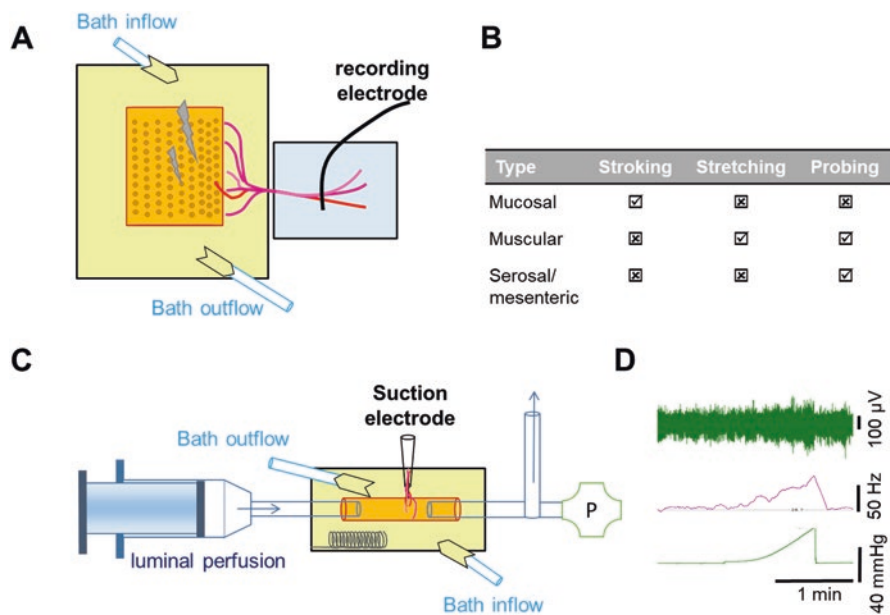 A
Bath inflow
recording
electrode
Bath outflow
B
Type Stroking Stretching Probing
Mucosal ☑ ☒ ☒
Muscular ☒ ☑ ☑
Serosal/ ☒ ☒ ☑
mesenteric
C
Suction
electrode
Bath outflow
luminal perfusion
P
Bath inflow
D
100 µV
50 Hz
40 mmHg
1 min